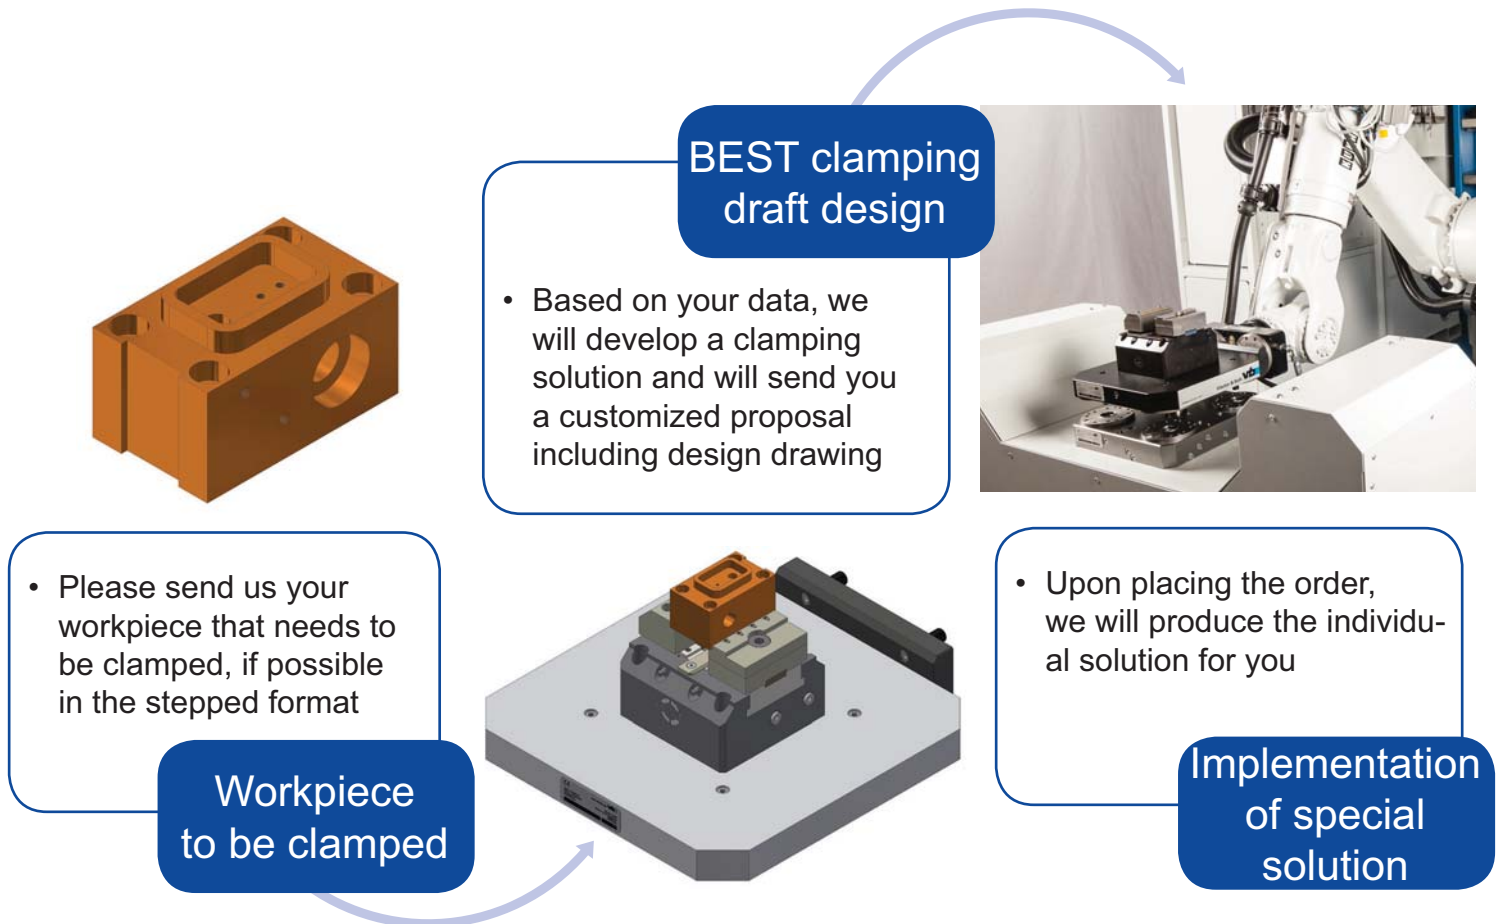 BEST clamping
draft design
• Based on your data, we
will develop a clamping
solution and will send you
a customized proposal
including design drawing
• Please send us your
workpiece that needs to
be clamped, if possible
in the stepped format
Workpiece
to be clamped
• Upon placing the order,
we will produce the individu-
al solution for you
Implementation
of special
solution